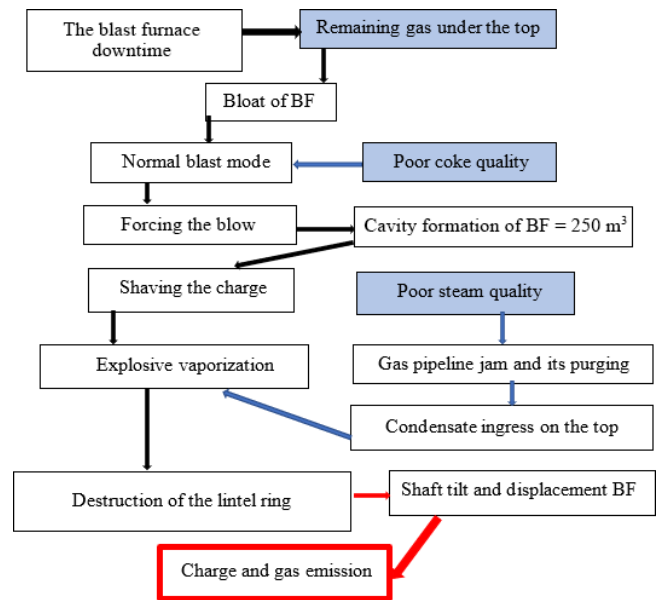 The blast furnace
downtime
Remaining gas under the top
Bloat of BF
Normal blast mode
Poor coke quality
Forcing the blow
Cavity formation of BF = 250 m³
Shaving the charge
Poor steam quality
Explosive vaporization
Gas pipeline jam and its purging
Condensate ingress on the top
Destruction of the lintel ring
Shaft tilt and displacement BF
Charge and gas emission